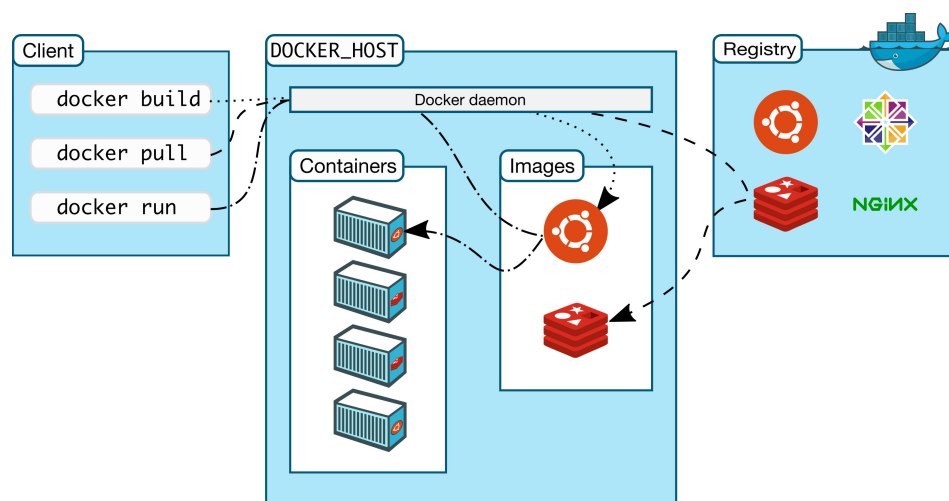 Client
docker build
docker pull
docker run
DOCKER_HOST
Docker daemon
Containers
Images
Registry
NGINX